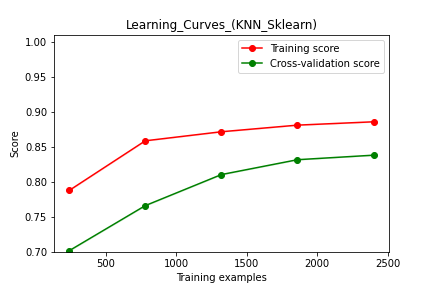 Learning_Curves_(KNN_Sklearn)
Training score
Cross-validation score
Score
1.00
0.95
0.90
0.85
0.80
0.75
0.70
500
1000
1500
2000
2500
Training examples